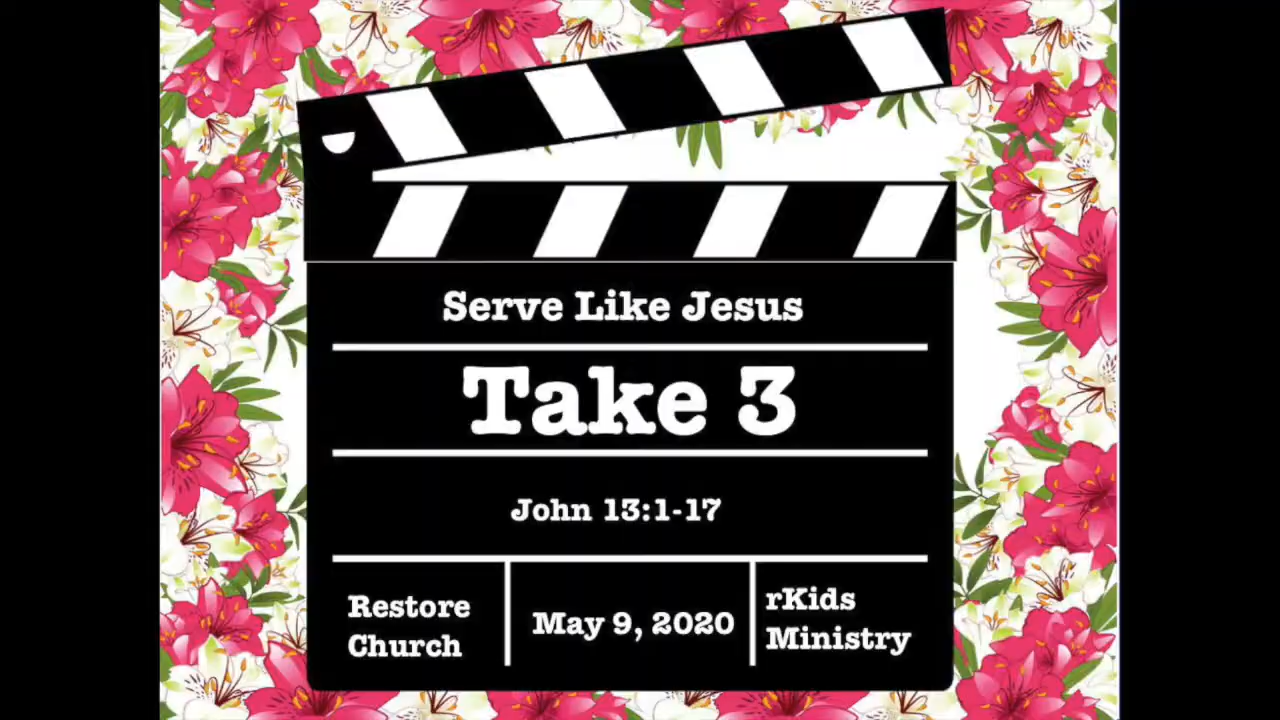 Serve Like Jesus
Take 3
John 13:1-17
Restore
Church
May 9, 2020
rKids
Ministry